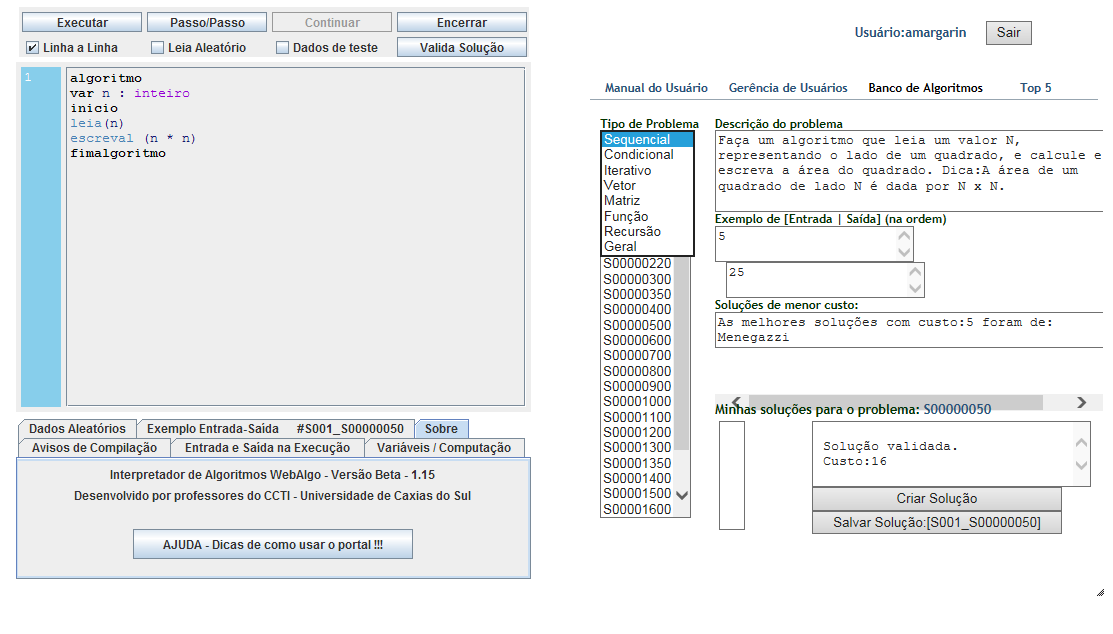 Executar
Passo/Passo
Continuar
Encerrar
Linha a Linha
Leia Aleatório
Dados de teste
Valida Solução
1
algoritmo
var n : inteiro
inicio
leia(n)
escreval (n * n)
fimalgoritmo
Dados Aleatórios
Exemplo Entrada-Saída
#S001_S00000050
Sobre
Avisos de Compilação
Entrada e Saída na Execução
Variáveis / Computação
Interpretador de Algoritmos WebAlgo - Versão Beta - 1.15
Desenvolvido por professores do CCTI - Universidade de Caxias do Sul
AJUDA - Dicas de como usar o portal !!!
Usuário:amargarin
Sair
Manual do Usuário
Gerência de Usuários
Banco de Algoritmos
Top 5
Tipo de Problema
Sequencial
Condicional
Iterativo
Vetor
Matriz
Função
Recursão
Geral
S00000220
S00000300
S00000350
S00000400
S00000500
S00000600
S00000700
S00000800
S00000900
S00001000
S00001100
S00001200
S00001300
S00001350
S00001400
S00001500
S00001600
Descrição do problema
Faça um algoritmo que leia um valor N,
representando o lado de um quadrado, e calcule e
escreva a área do quadrado. Dica:A área de um
quadrado de lado N é dada por N x N.
Exemplo de [Entrada | Saída] (na ordem)
5
25
Soluções de menor custo:
As melhores soluções com custo:5 foram de:
Menegazzi
Minhas soluções para o problema: S00000050
Solução validada.
Custo:16
Criar Solução
Salvar Solução:[S001_S00000050]